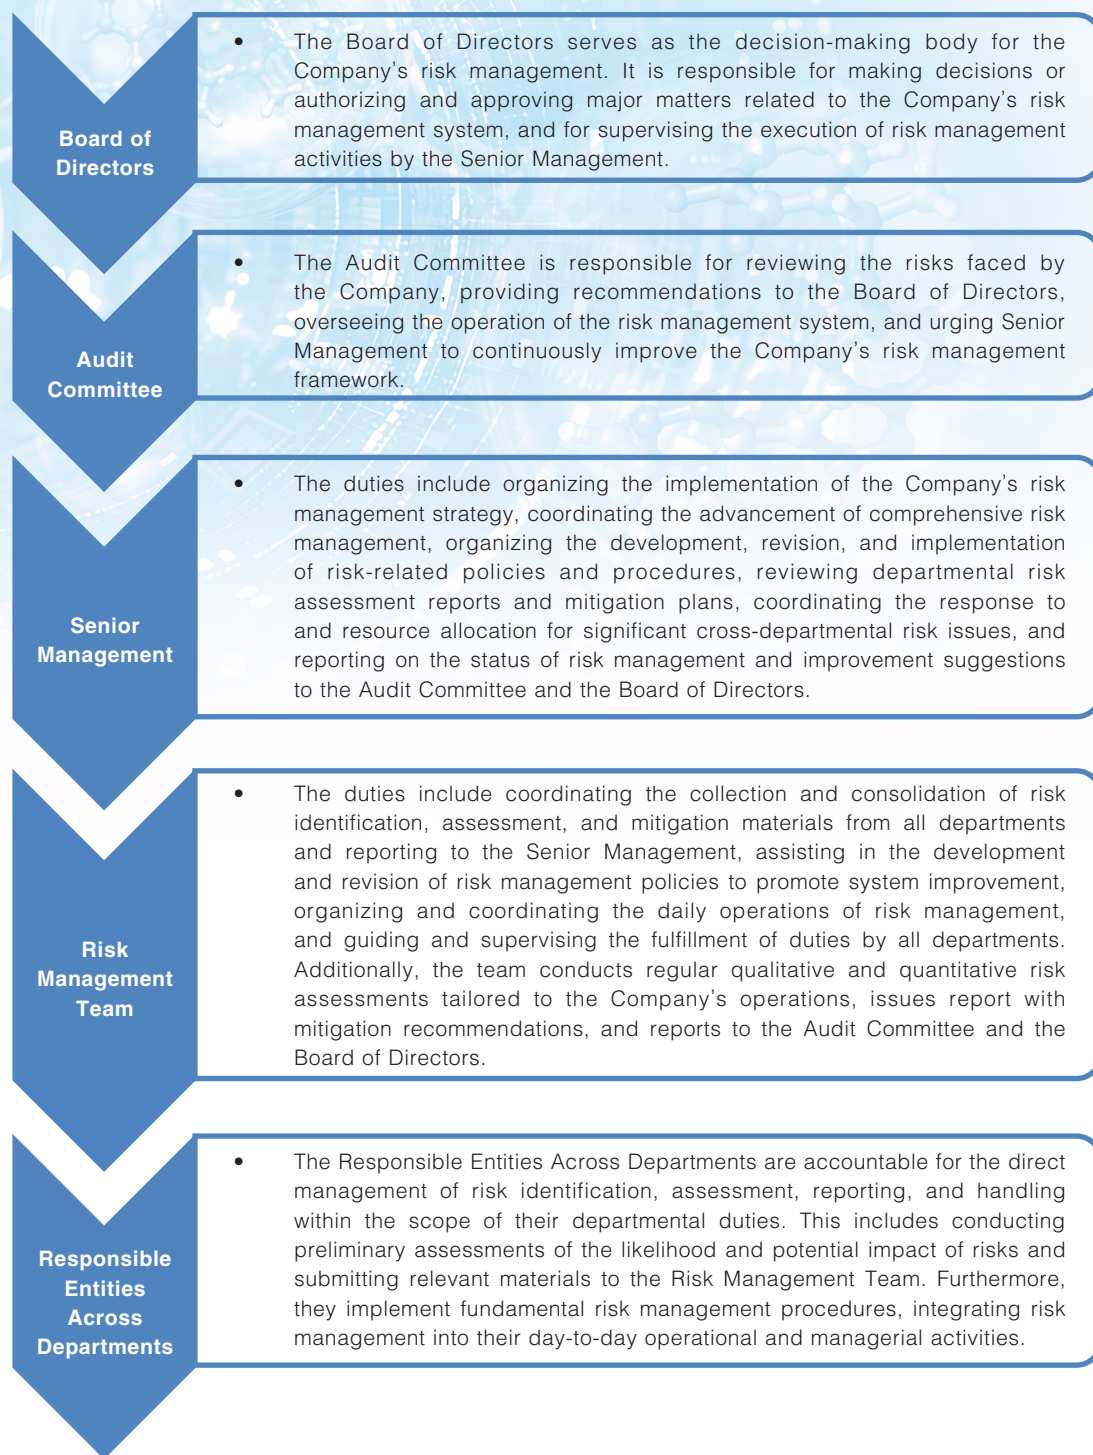 Board of
Directors
• The Board of Directors serves as the decision-making body for the
Company's risk management. It is responsible for making decisions or
authorizing and approving major matters related to the Company's risk
management system, and for supervising the execution of risk management
activities by the Senior Management.
Audit
Committee
• The Audit Committee is responsible for reviewing the risks faced by
the Company, providing recommendations to the Board of Directors,
overseeing the operation of the risk management system, and urging Senior
Management to continuously improve the Company's risk management
framework.
Senior
Management
• The duties include organizing the implementation of the Company's risk
management strategy, coordinating the advancement of comprehensive risk
management, organizing the development, revision, and implementation
of risk-related policies and procedures, reviewing departmental risk
assessment reports and mitigation plans, coordinating the response to
and resource allocation for significant cross-departmental risk issues, and
reporting on the status of risk management and improvement suggestions
to the Audit Committee and the Board of Directors.
Risk
Management
Team
• The duties include coordinating the collection and consolidation of risk
identification, assessment, and mitigation materials from all departments
and reporting to the Senior Management, assisting in the development
and revision of risk management policies to promote system improvement,
organizing and coordinating the daily operations of risk management,
and guiding and supervising the fulfillment of duties by all departments.
Additionally, the team conducts regular qualitative and quantitative risk
assessments tailored to the Company's operations, issues report with
mitigation recommendations, and reports to the Audit Committee and the
Board of Directors.
Responsible
Entities
Across
Departments
• The Responsible Entities Across Departments are accountable for the direct
management of risk identification, assessment, reporting, and handling
within the scope of their departmental duties. This includes conducting
preliminary assessments of the likelihood and potential impact of risks and
submitting relevant materials to the Risk Management Team. Furthermore,
they implement fundamental risk management procedures, integrating risk
management into their day-to-day operational and managerial activities.